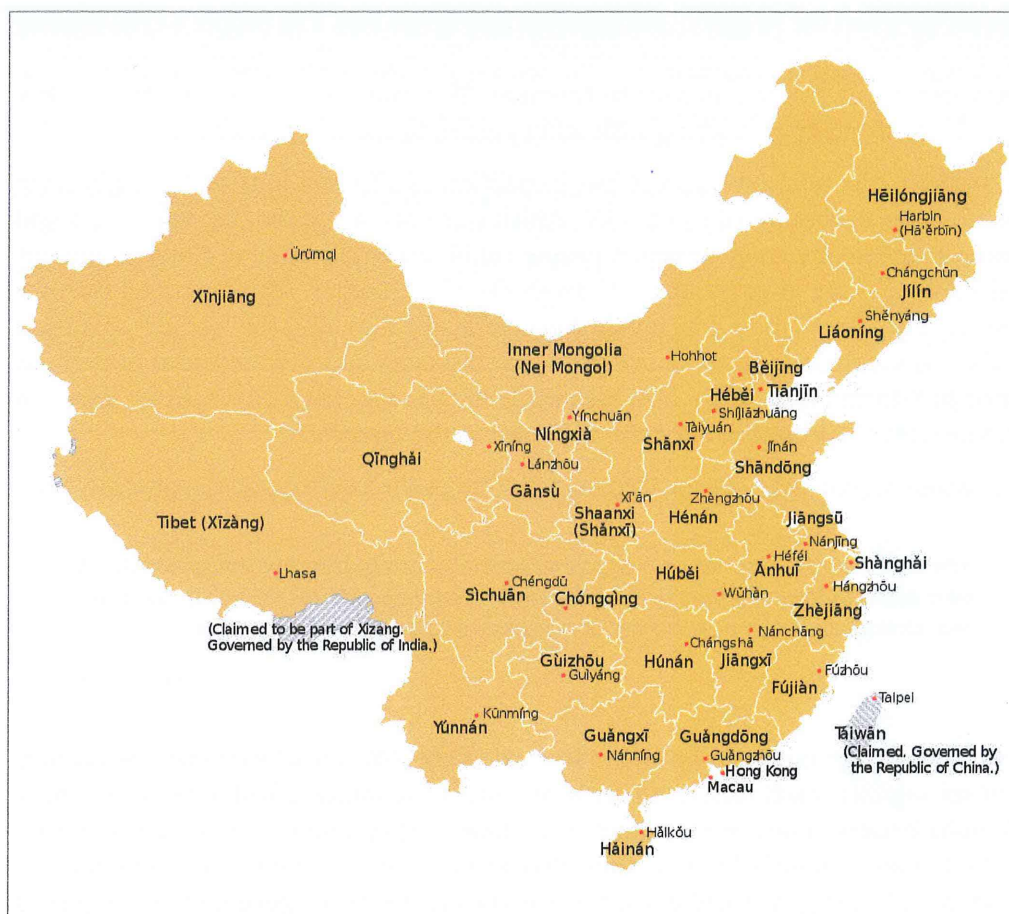 Hēilóngjiāng
Harbin
(Hā'ěrbīn)
Ürümqi
Chángchūn
Jílín
Xīnjiāng
Shěnyáng
Liáoníng
Inner Mongolia
(Nei Mongol)
Hohhot
Běijīng
Tiānjīn
Héběi
Shíjiāzhuāng
Yínchuān
Níngxià
Tàiyuán
Shānxī
Xīníng
Qīnghǎi
Lánzhōu
Jǐnán
Shāndōng
Gānsù
Xī'ān
Shaanxi
(Shǎnxī)
Zhèngzhōu
Hénán
Jiāngsū
Tibet (Xīzàng)
Nánjīng
Héféi
Ānhuī
Shànghǎi
Lhasa
Chéngdū
Sìchuān
Chóngqìng
Húběi
Wǔhàn
Hángzhōu
Zhèjiāng
(Claimed to be part of Xizang.
Governed by the Republic of India.)
Nánchāng
Chángshā
Húnán
Jiāngxī
Gùizhōu
Guìyáng
Fúzhōu
Fújiàn
Kūnmíng
Yúnnán
Taipei
Táiwān
(Claimed. Governed by
the Republic of China.)
Guǎngxī
Nánníng
Guǎngdōng
Guǎngzhōu
Hong Kong
Macau
Hǎikǒu
Hǎinán